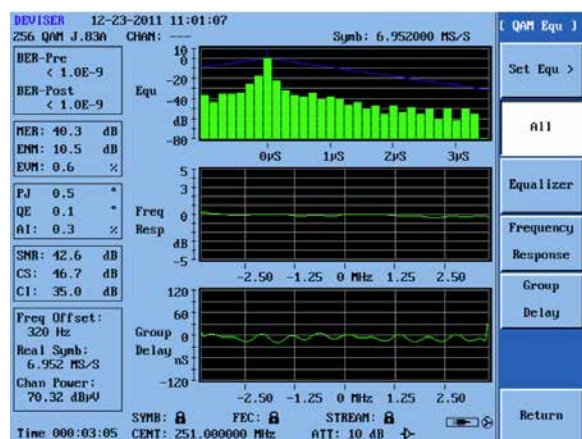 DEVISER 12-23-2011 11:01:07
256 QAM J.83A CHAN: --- Symb: 6.952000 MS/S
BER-Pre
< 1.0E-9
BER-Post
< 1.0E-9
MER: 40.3 dB
ENM: 10.5 dB
EVM: 0.6 %
PJ 0.5 °
QE 0.1 °
AI: 0.3 %
SNR: 42.6 dB
CS: 46.7 dB
CI: 35.0 dB
Freq Offset:
320 Hz
Real Symb:
6.952 MS/S
Chan Power:
70.32 dBμV
Time 000:03:05
10
0
-20
Equ
-40
dB
-80
0μS 1μS 2μS 3μS
5
3
Freq 0
Resp
dB
-5
-2.50 -1.25 0 MHz 1.25 2.50
120
60
Group 0
Delay
nS
-120
-2.50 -1.25 0 MHz 1.25 2.50
SYMB: FEC: STREAM:
CENT: 251.000000 MHz ATT: 10 dB
[ QAM Equ ]
Set Equ >
All
Equalizer
Frequency
Response
Group
Delay
Return